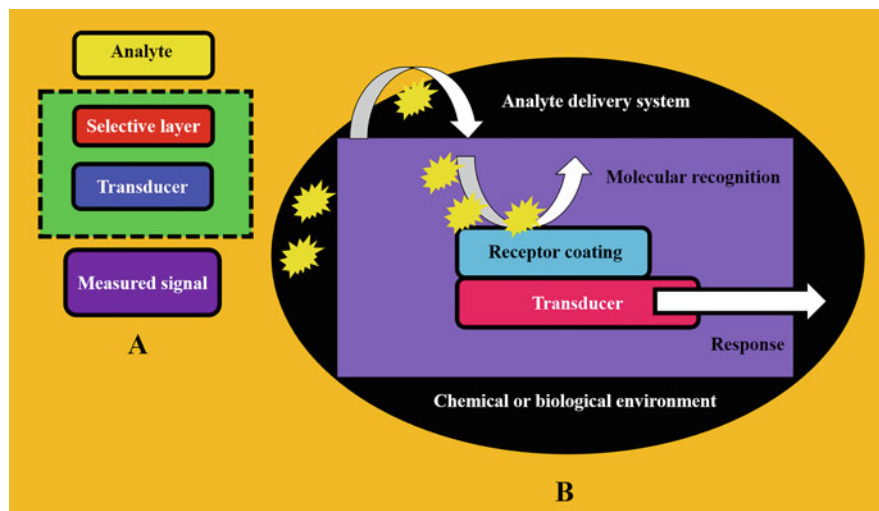 Analyte
Selective layer
Transducer
Measured signal
A
Analyte delivery system
Molecular recognition
Receptor coating
Transducer
Response
Chemical or biological environment
B